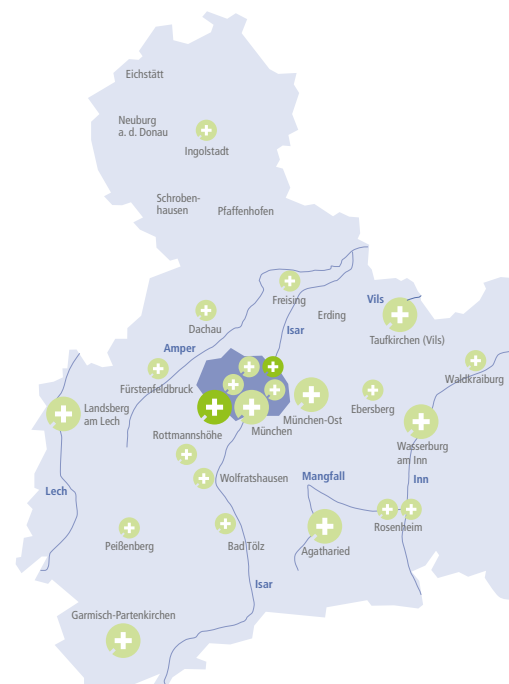 Eichstätt
Neuburg
a. d. Donau
Ingolstadt
Schroben-
hausen
Pfaffenhofen
Freising
Vils
Erding
Isar
Dachau
Taufkirchen (Vils)
Amper
Waldkraiburg
Fürstenfeldbruck
Landsberg
am Lech
Ebersberg
München-Ost
München
Rottmannshöhe
Wasserburg
am Inn
Wolfratshausen
Mangfall
Inn
Lech
Rosenheim
Peißenberg
Bad Tölz
Agatharied
Isar
Garmisch-Partenkirchen